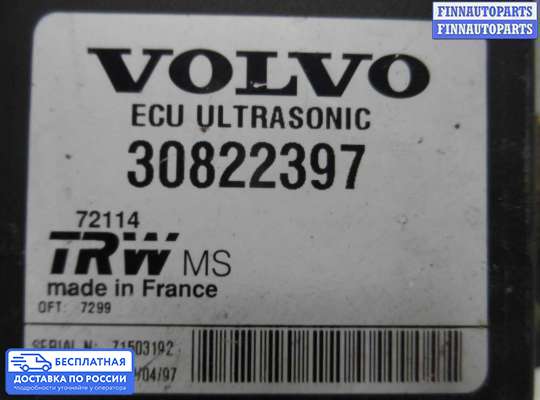 FINNAUTOPARTS
FINNAUTOPARTS
VOLVO
ECU ULTRASONIC
30822397
72114
TRW MS
made in France
OFT: 7299
SERIAL N: 71503192
/04/97
БЕСПЛАТНАЯ
ДОСТАВКА ПО РОССИИ